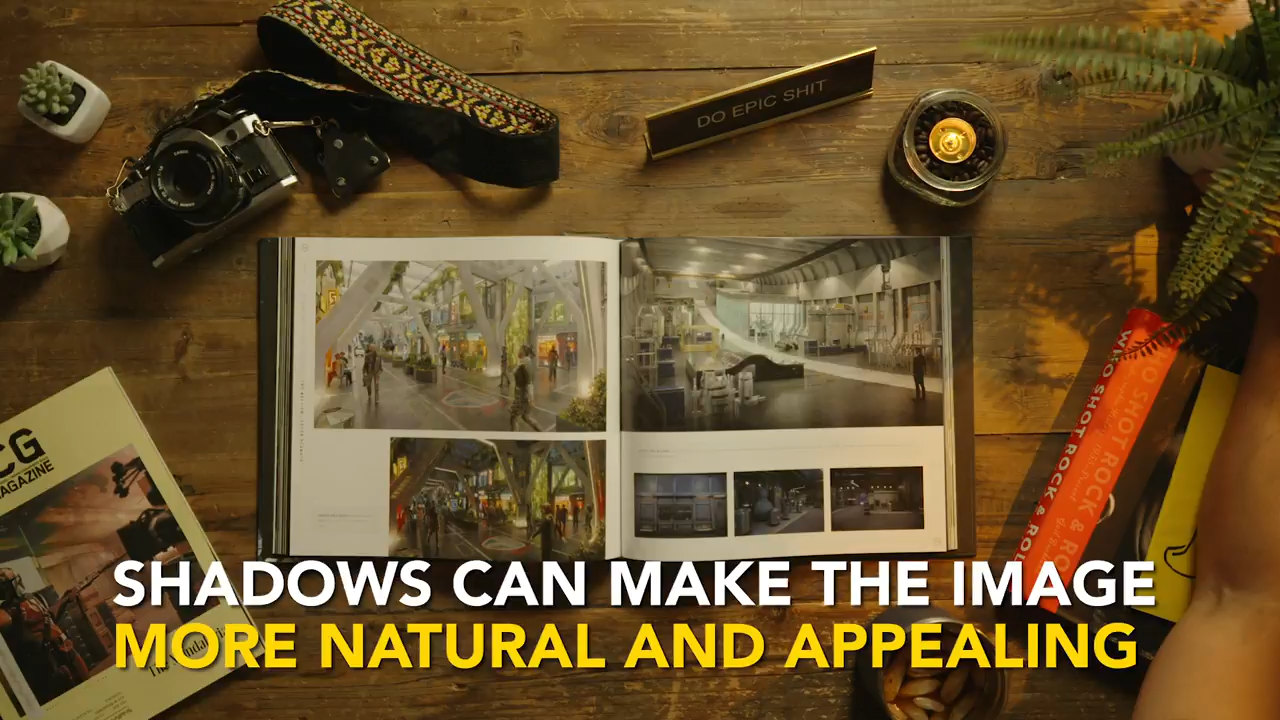 DO EPIC SHIT
WHO SHOT ROCK & ROLL
WHO SHOT ROCK & RO
CG
MAGAZINE
SHADOWS CAN MAKE THE IMAGE
MORE NATURAL AND APPEALING